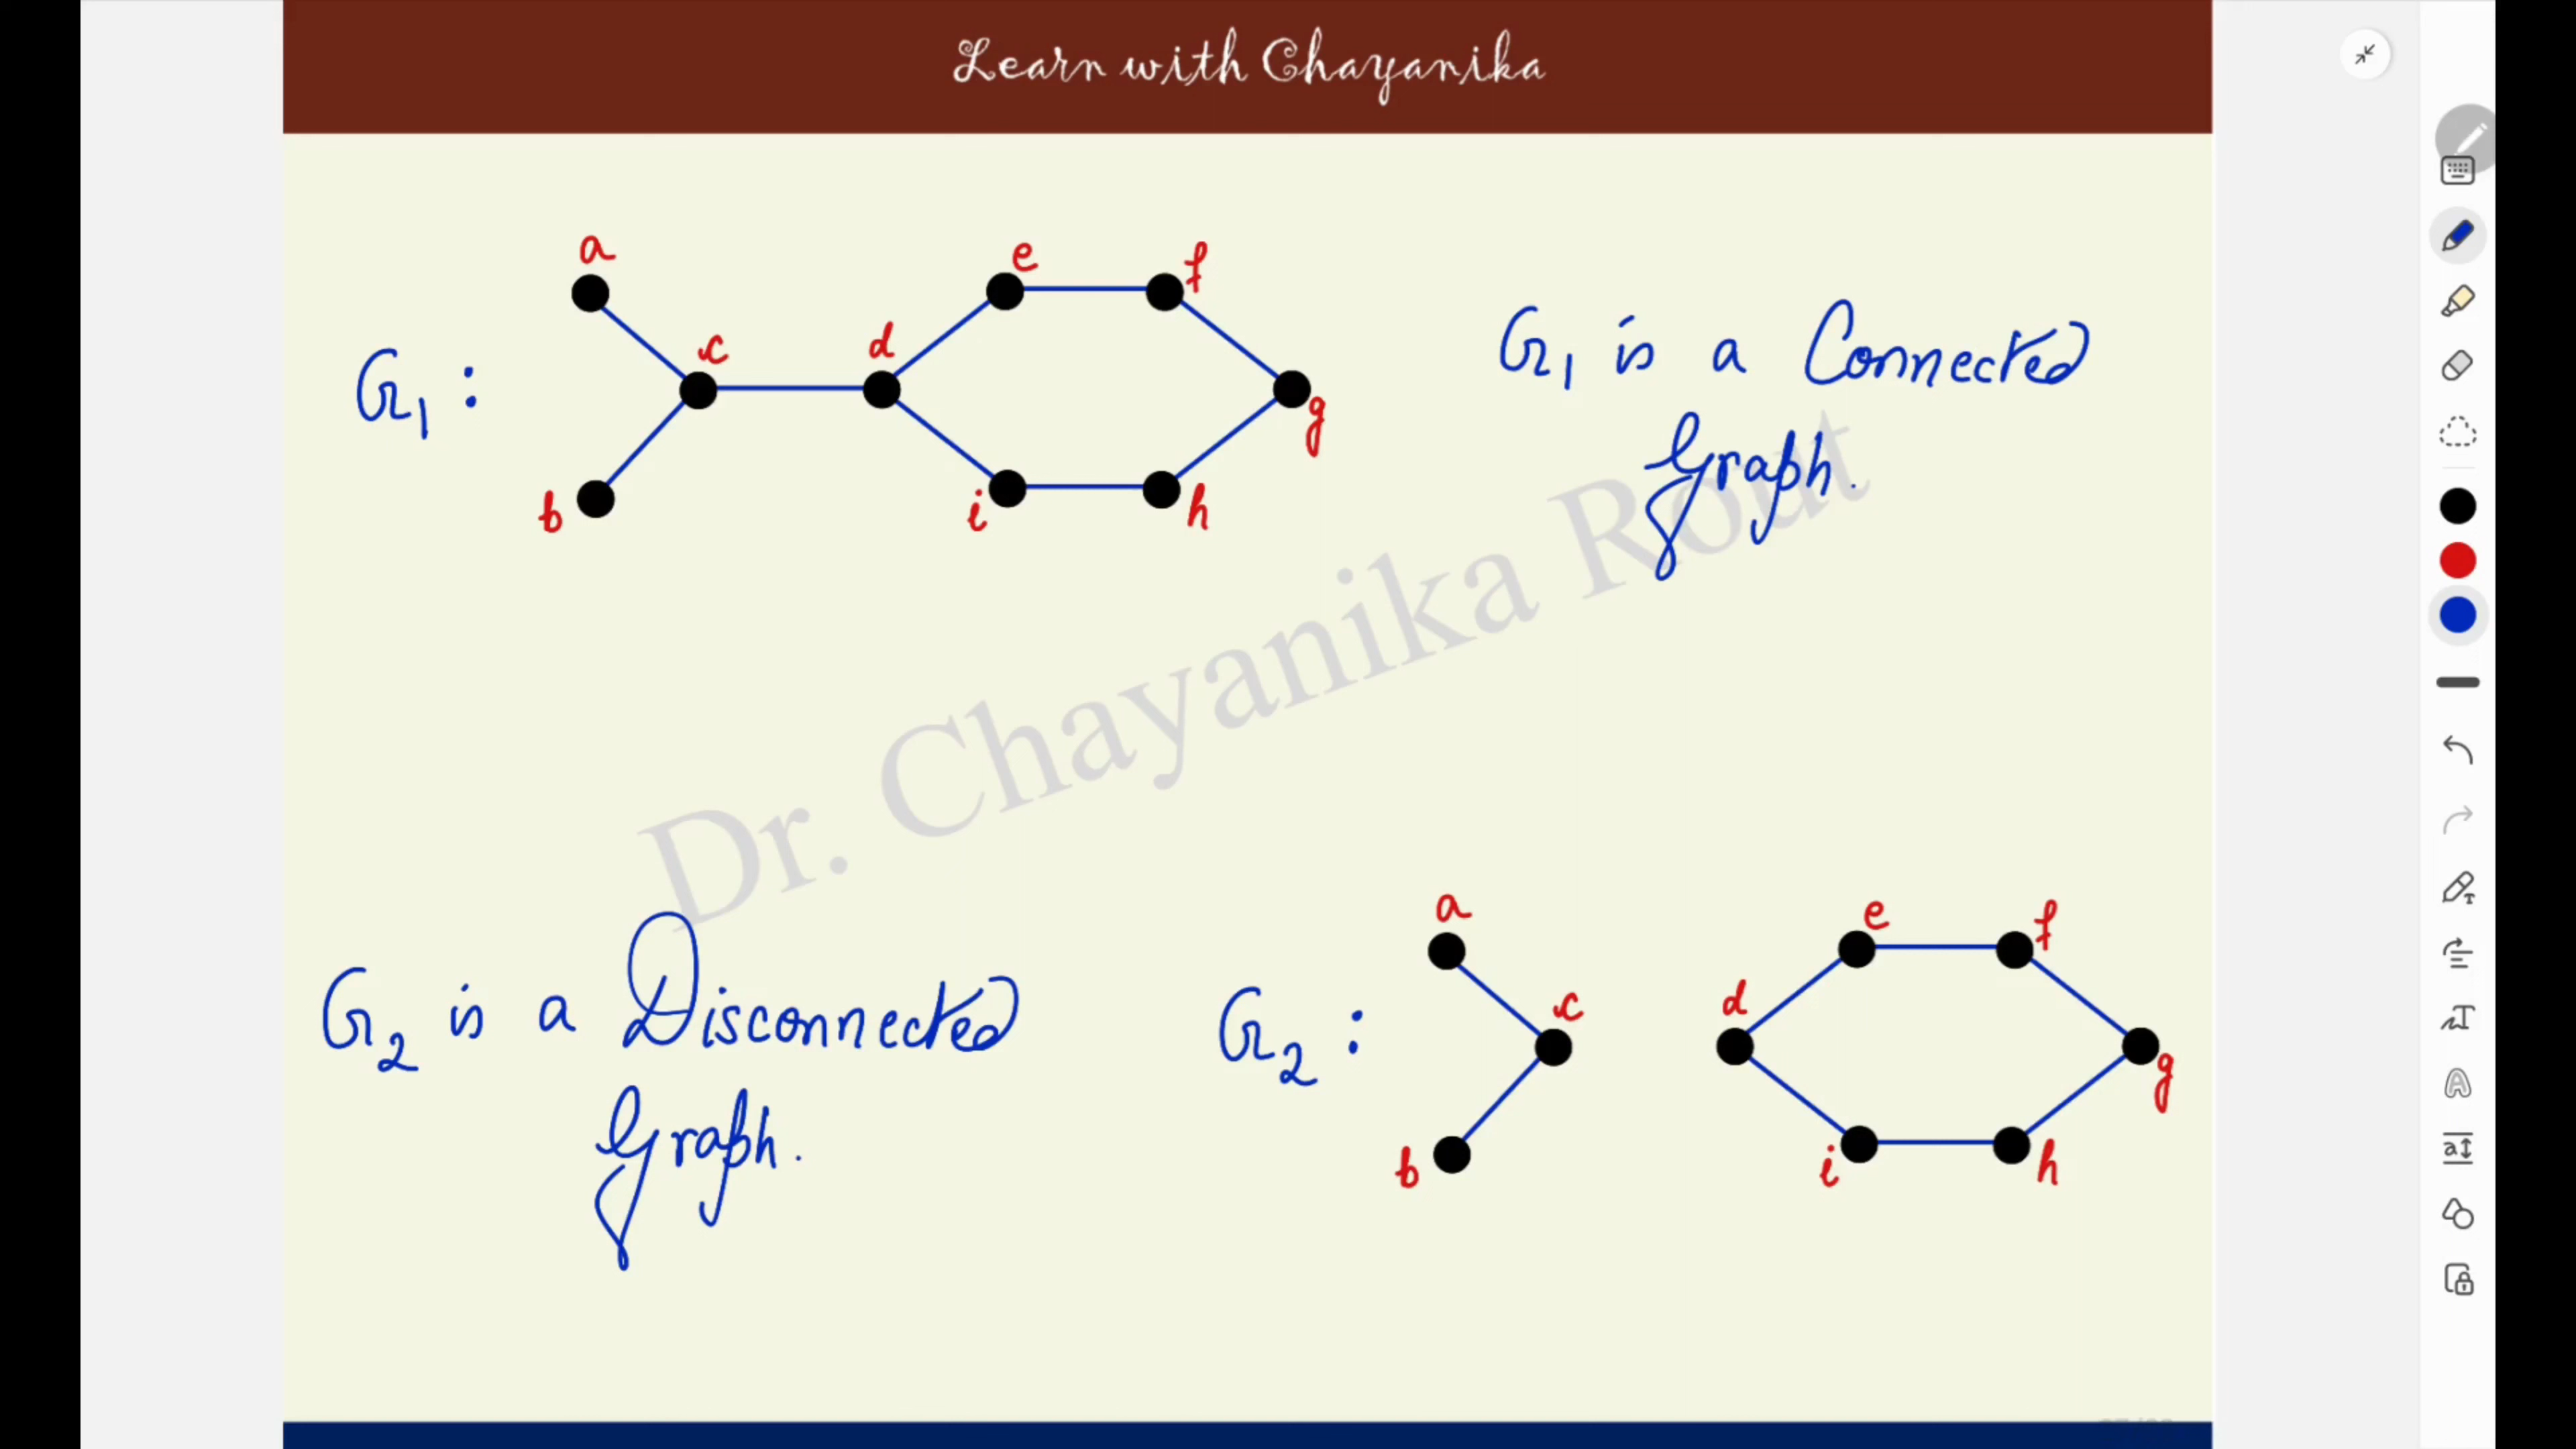 Learn with Chayanika
G1 :
a
b
c
d
e
f
g
h
i
G1 is a Connected
Graph.
Dr. Chayanika Rout
G2 is a Disconnected
Graph.
G2 :
a
b
c
d
e
f
g
h
i